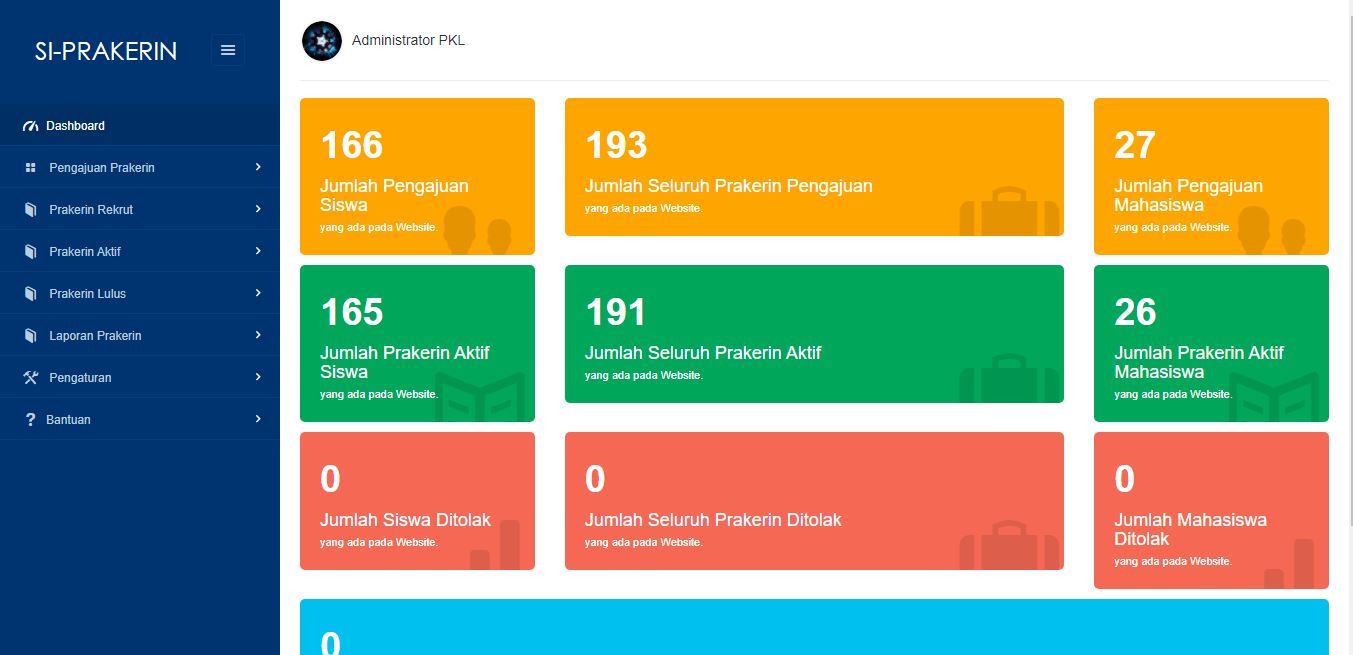 SI-PRAKERIN
Dashboard
Pengajuan Prakerin
Prakerin Rekrut
Prakerin Aktif
Prakerin Lulus
Laporan Prakerin
Pengaturan
? Bantuan
Administrator PKL
166
Jumlah Pengajuan
Siswa
yang ada pada Website.
193
Jumlah Seluruh Prakerin Pengajuan
yang ada pada Website.
27
Jumlah Pengajuan
Mahasiswa
yang ada pada Website.
165
Jumlah Prakerin Aktif
Siswa
yang ada pada Website.
191
Jumlah Seluruh Prakerin Aktif
yang ada pada Website.
26
Jumlah Prakerin Aktif
Mahasiswa
yang ada pada Website.
0
Jumlah Siswa Ditolak
yang ada pada Website.
0
Jumlah Seluruh Prakerin Ditolak
yang ada pada Website.
0
Jumlah Mahasiswa
Ditolak
yang ada pada Website.
0